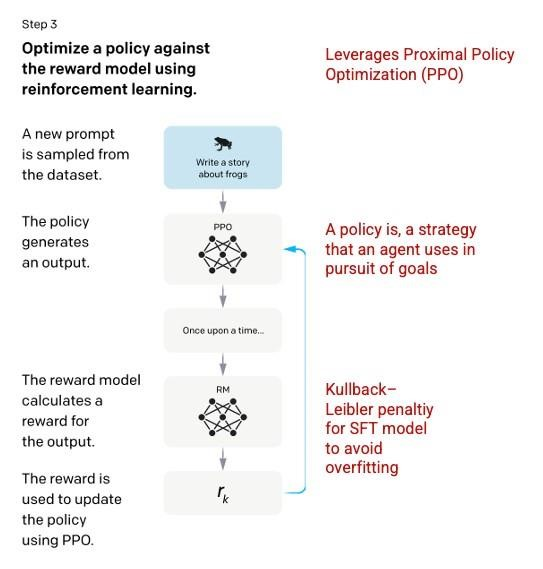 Step 3
Optimize a policy against
the reward model using
reinforcement learning.
Leverages Proximal Policy
Optimization (PPO)
A new prompt
is sampled from
the dataset.
Write a story
about frogs
The policy
generates
an output.
PPO
A policy is, a strategy
that an agent uses in
pursuit of goals
Once upon a time...
The reward model
calculates a
reward for
the output.
RM
Kullback–
Leibler penaltiy
for SFT model
to avoid
overfitting
The reward is
used to update
the policy
using PPO.
rk